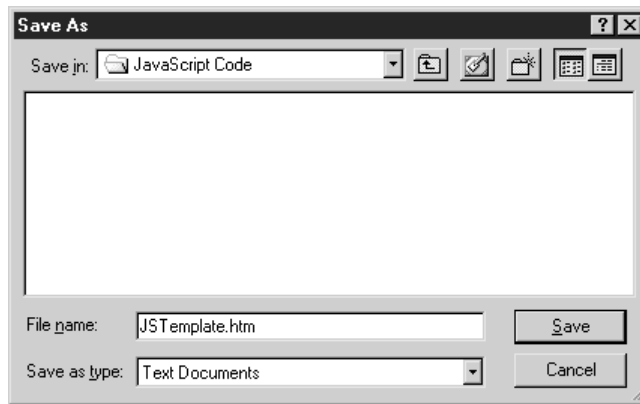 Save As
Save in: JavaScript Code
File name: JSTemplate.htm
Save
Save as type: Text Documents
Cancel